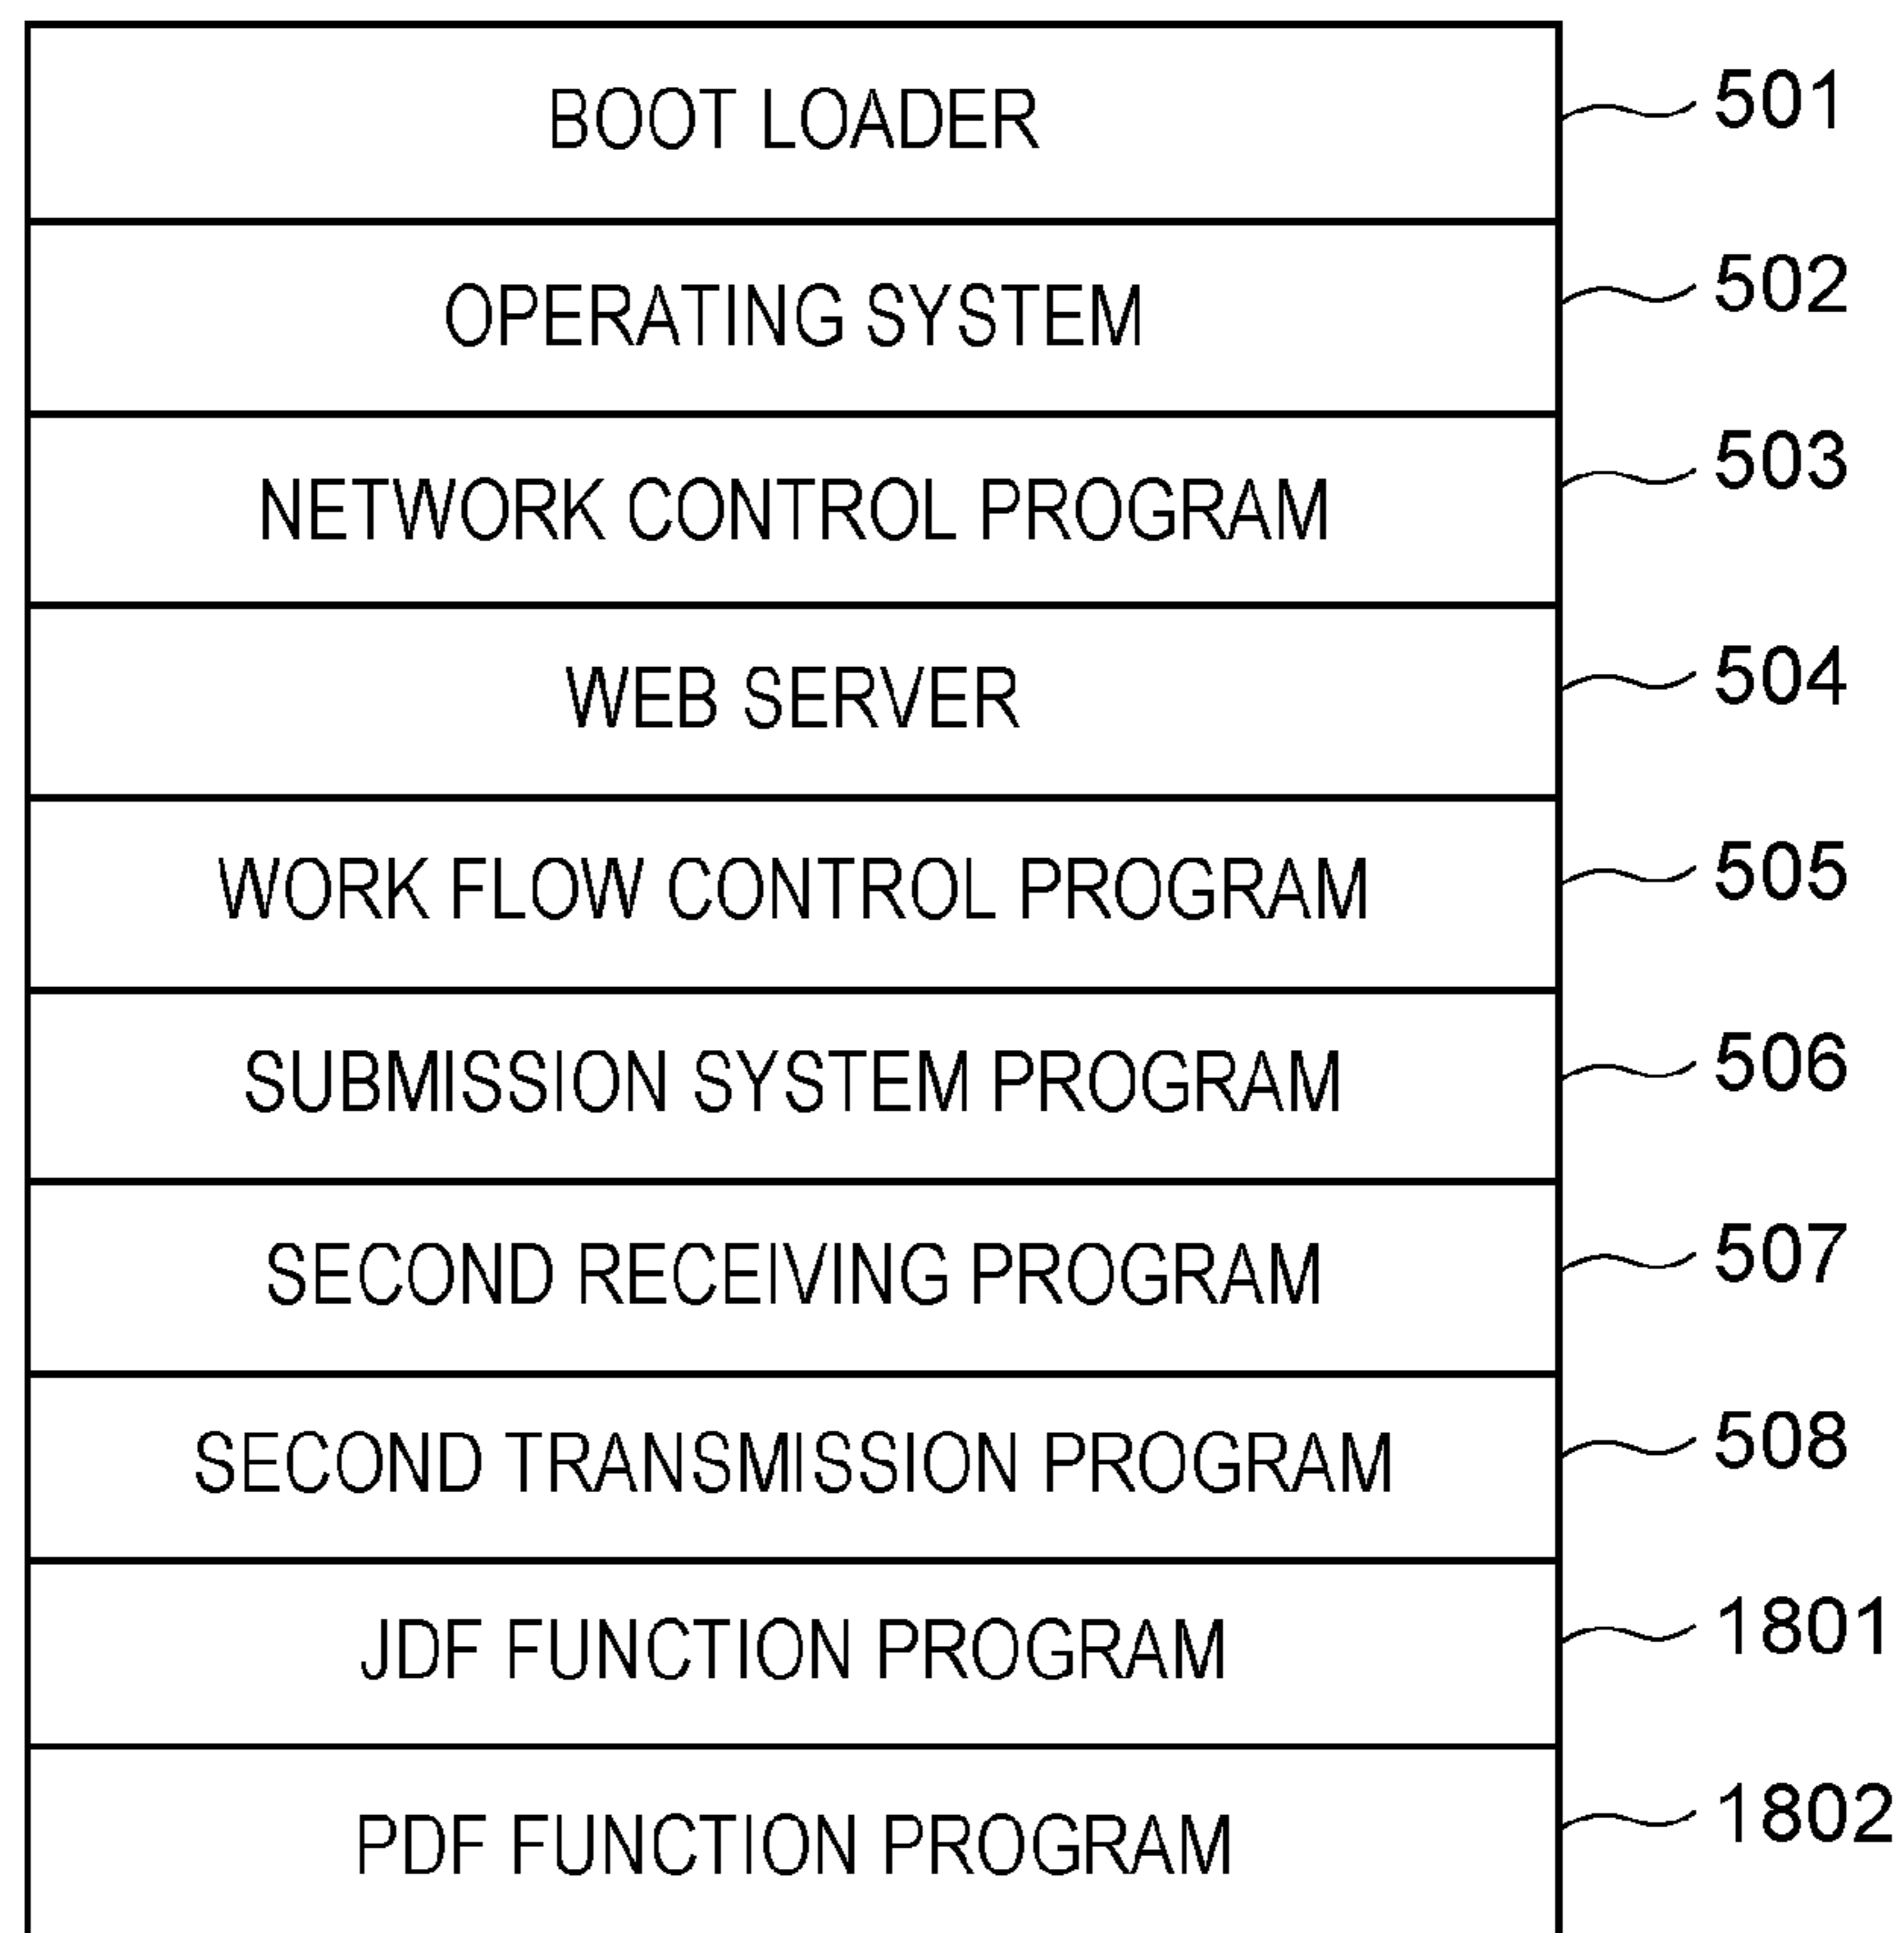 BOOT LOADER 501
OPERATING SYSTEM 502
NETWORK CONTROL PROGRAM 503
WEB SERVER 504
WORK FLOW CONTROL PROGRAM 505
SUBMISSION SYSTEM PROGRAM 506
SECOND RECEIVING PROGRAM 507
SECOND TRANSMISSION PROGRAM 508
JDF FUNCTION PROGRAM 1801
PDF FUNCTION PROGRAM 1802